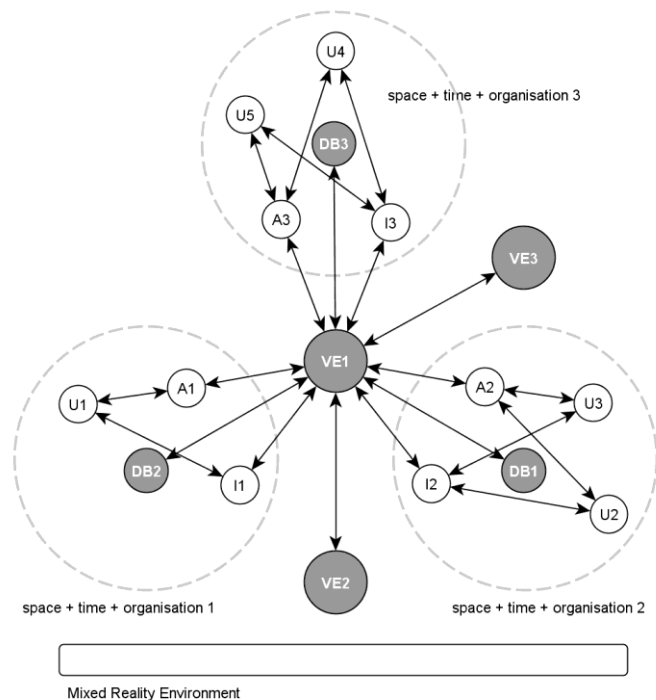 U4
space + time + organisation 3
U5
DB3
A3
I3
VE3
VE1
A1
A2
U1
U3
DB2
DB1
I1
I2
U2
VE2
space + time + organisation 1
space + time + organisation 2
Mixed Reality Environment